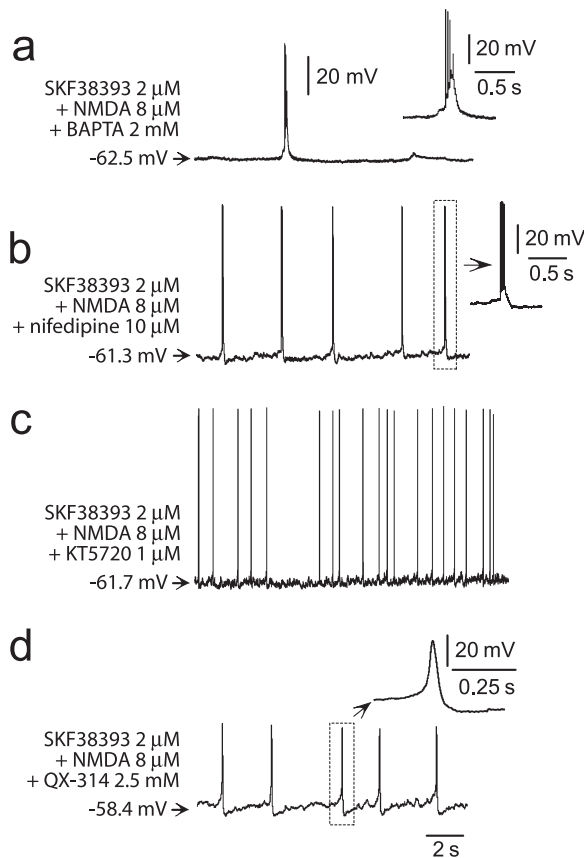 a
SKF38393 2 µM
+ NMDA 8 µM
+ BAPTA 2 mM
-62.5 mV
20 mV
20 mV
0.5 s
b
SKF38393 2 µM
+ NMDA 8 µM
+ nifedipine 10 µM
-61.3 mV
20 mV
0.5 s
c
SKF38393 2 µM
+ NMDA 8 µM
+ KT5720 1 µM
-61.7 mV
d
SKF38393 2 µM
+ NMDA 8 µM
+ QX-314 2.5 mM
-58.4 mV
20 mV
0.25 s
2 s